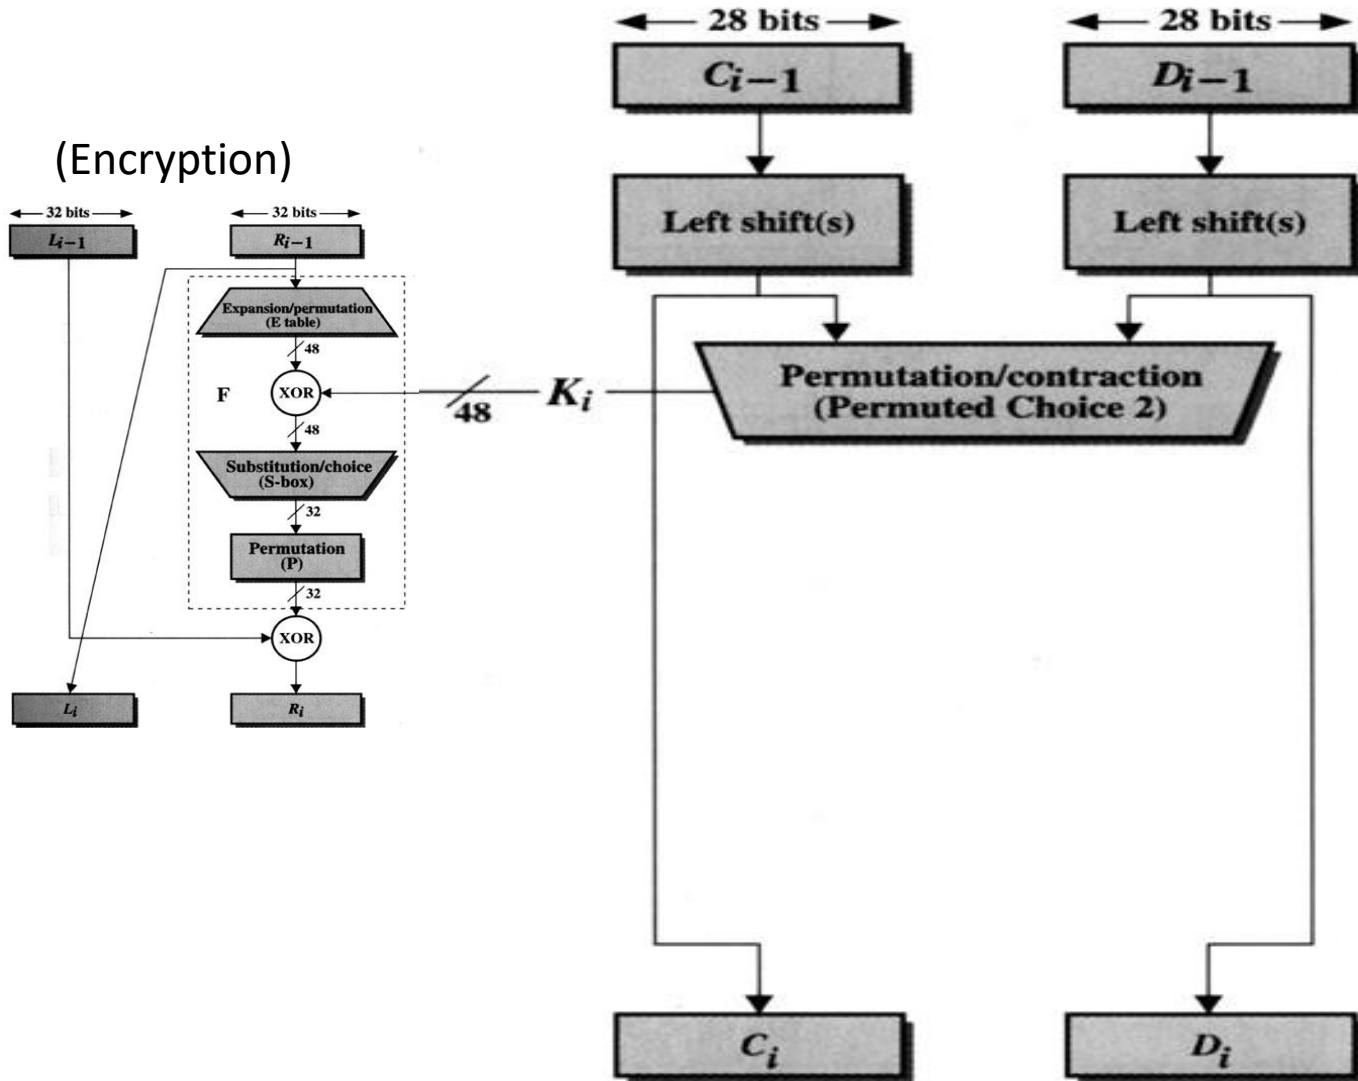 (Encryption)
32 bits
32 bits
Li−1
Ri−1
Expansion/permutation
(E table)
48
F
XOR
48
Substitution/choice
(S-box)
32
Permutation
(P)
32
XOR
Li
Ri
28 bits
28 bits
Ci−1
Di−1
Left shift(s)
Left shift(s)
Permutation/contraction
(Permuted Choice 2)
Ki
48
Ci
Di